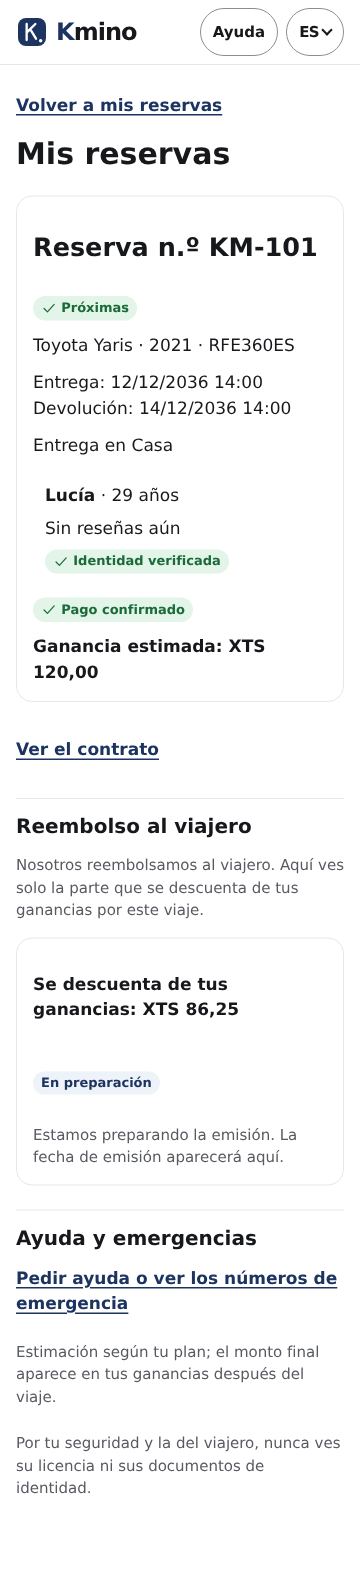 K. Kmino
Ayuda
ES
Volver a mis reservas
Mis reservas
Reserva n.º KM-101
Próximas
Toyota Yaris · 2021 · RFE360ES
Entrega: 12/12/2036 14:00
Devolución: 14/12/2036 14:00
Entrega en Casa
Lucía · 29 años
Sin reseñas aún
Identidad verificada
Pago confirmado
Ganancia estimada: XTS
120,00
Ver el contrato
Reembolso al viajero
Nosotros reembolsamos al viajero. Aquí ves
solo la parte que se descuenta de tus
ganancias por este viaje.
Se descuenta de tus
ganancias: XTS 86,25
En preparación
Estamos preparando la emisión. La
fecha de emisión aparecerá aquí.
Ayuda y emergencias
Pedir ayuda o ver los números de
emergencia
Estimación según tu plan; el monto final
aparece en tus ganancias después del
viaje.
Por tu seguridad y la del viajero, nunca ves
su licencia ni sus documentos de
identidad.